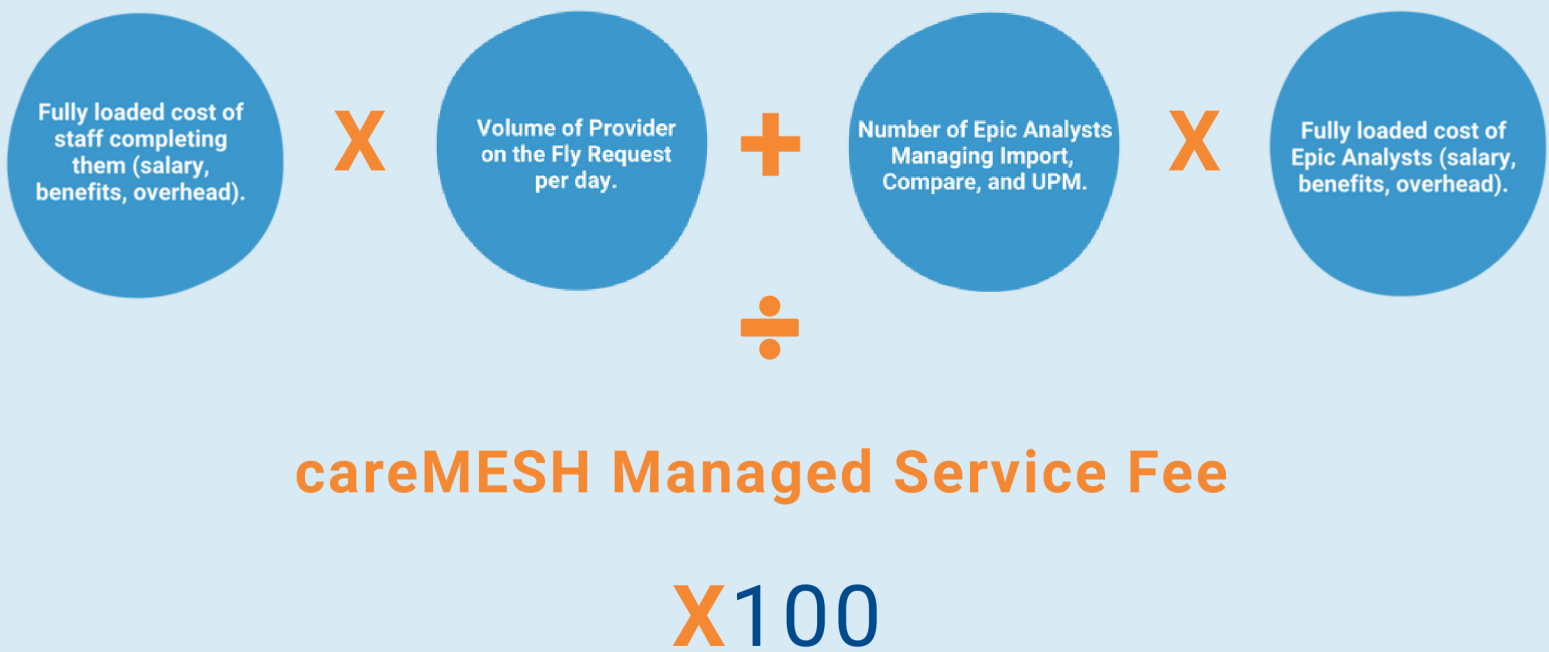 Fully loaded cost of
staff completing
them (salary,
benefits, overhead).
X
Volume of Provider
on the Fly Request
per day.
+
Number of Epic Analysts
Managing Import,
Compare, and UPM.
X
Fully loaded cost of
Epic Analysts (salary,
benefits, overhead).
÷
careMESH Managed Service Fee
X100